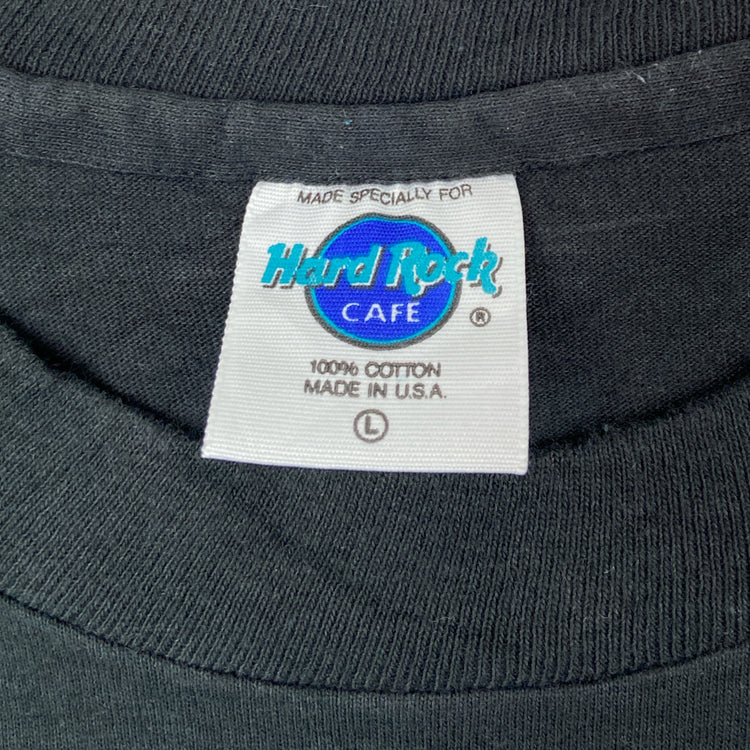 MADE SPECIALLY FOR
Hard Rock
CAFE
®
100% COTTON
MADE IN U.S.A.
L